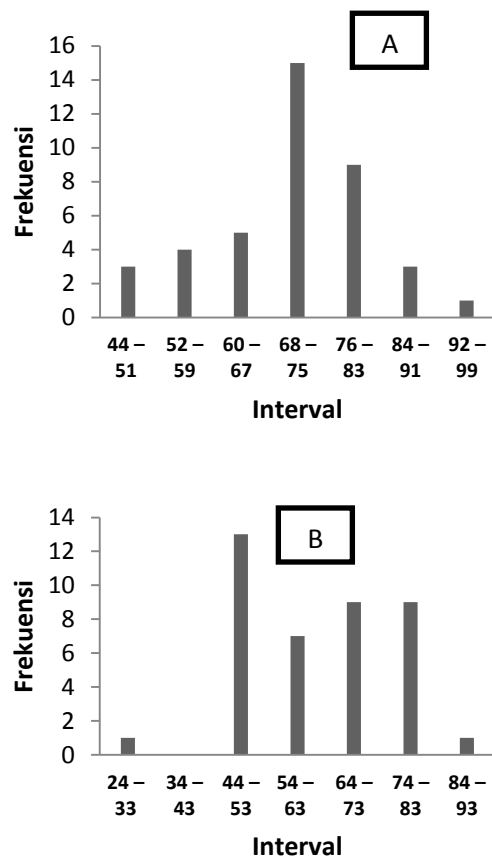 A
Frekuensi
16
14
12
10
8
6
4
2
0
44 – 52 – 60 – 68 – 76 – 84 – 92 –
51 59 67 75 83 91 99
Interval
B
Frekuensi
14
12
10
8
6
4
2
0
24 – 34 – 44 – 54 – 64 – 74 – 84 –
33 43 53 63 73 83 93
Interval